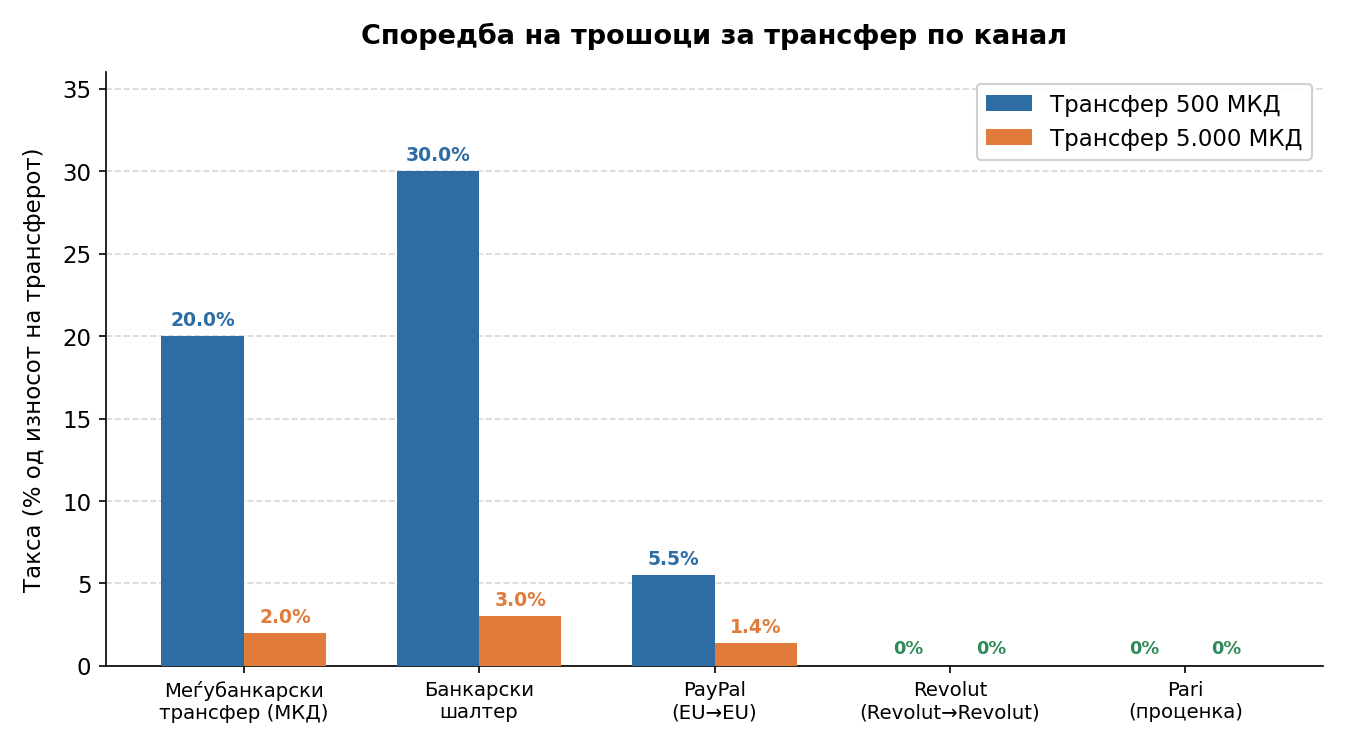 Споредба на трошоци за трансфер по канал
Такса (% од износот на трансферот)
35
30
25
20
15
10
5
0
Трансфер 500 МКД
Трансфер 5.000 МКД
20.0%
2.0%
30.0%
3.0%
5.5%
1.4%
0%
0%
0%
0%
Меѓубанкарски
трансфер (МКД)
Банкарски
шалтер
PayPal
(EU→EU)
Revolut
(Revolut→Revolut)
Pari
(проценка)